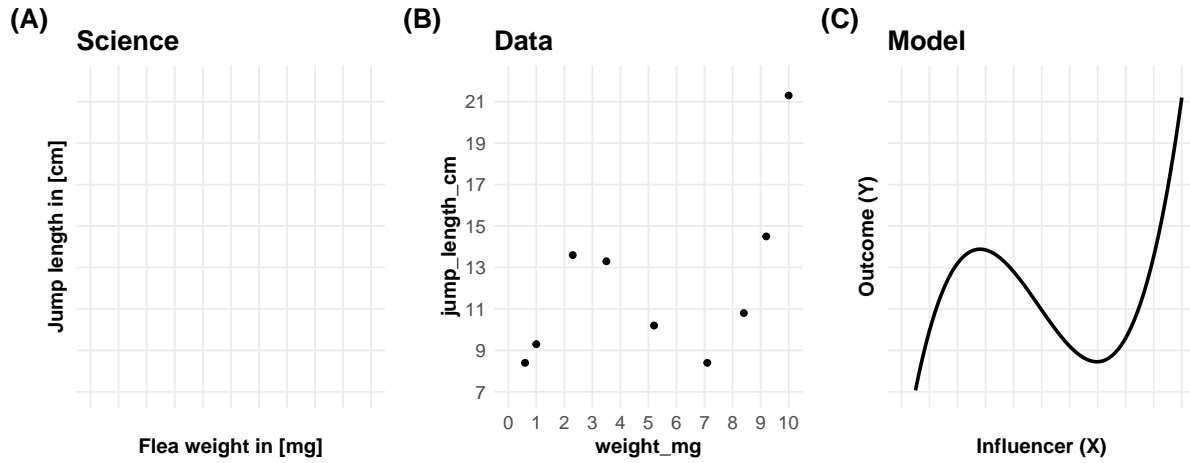 (A)
Science
Jump length in [cm]
Flea weight in [mg]
(B)
Data
jump_length_cm
21
19
17
15
13
11
9
7
0 1 2 3 4 5 6 7 8 9 10
weight_mg
(C)
Model
Outcome (Y)
Influencer (X)